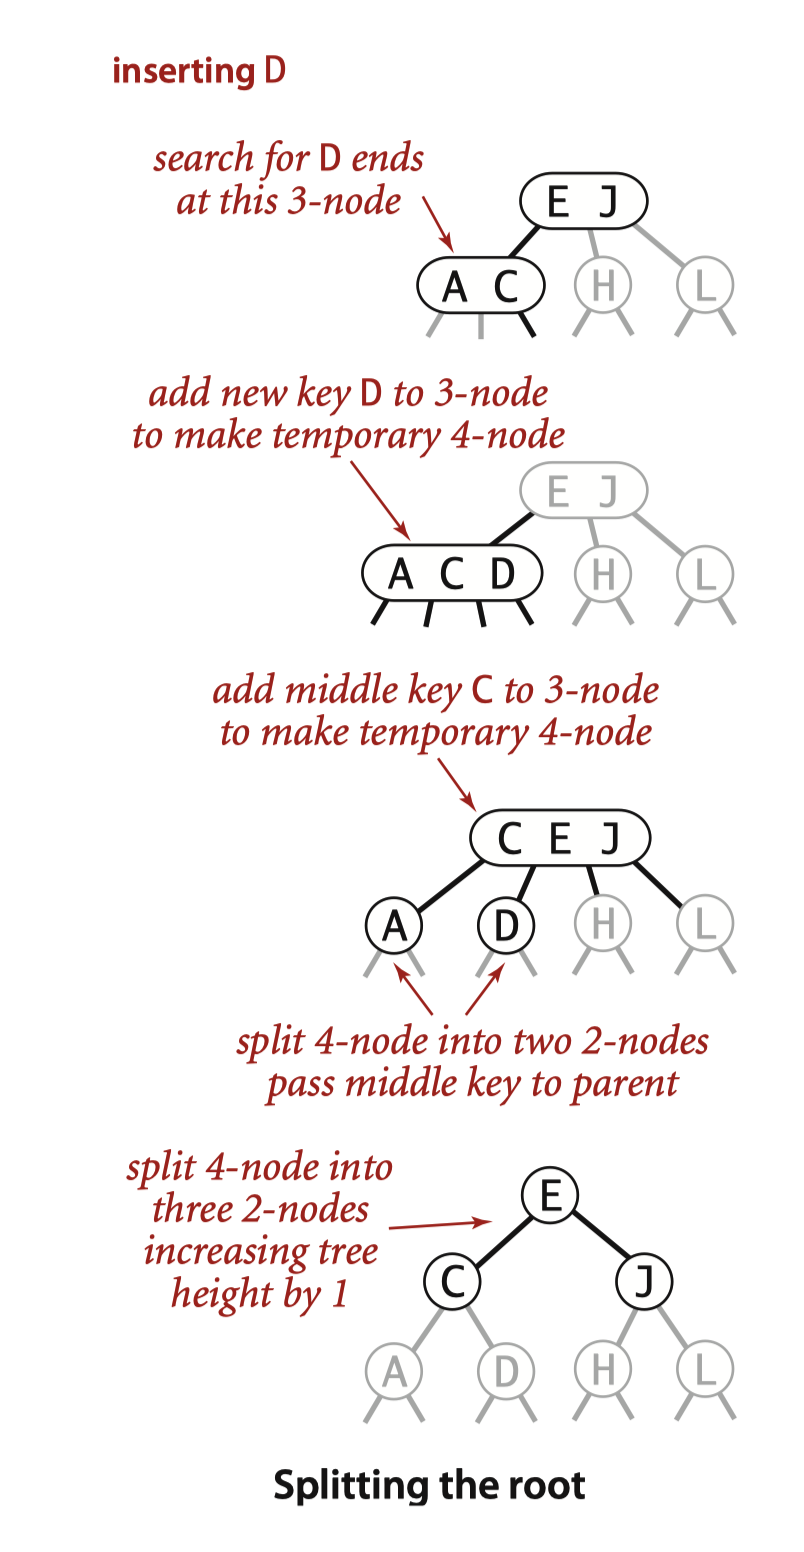 inserting D
search for D ends
at this 3-node
E J
A C H L
add new key D to 3-node
to make temporary 4-node
E J
A C D H L
add middle key C to 3-node
to make temporary 4-node
C E J
A D H L
split 4-node into two 2-nodes
pass middle key to parent
split 4-node into
three 2-nodes
increasing tree
height by 1
E
C J
A D H L
Splitting the root